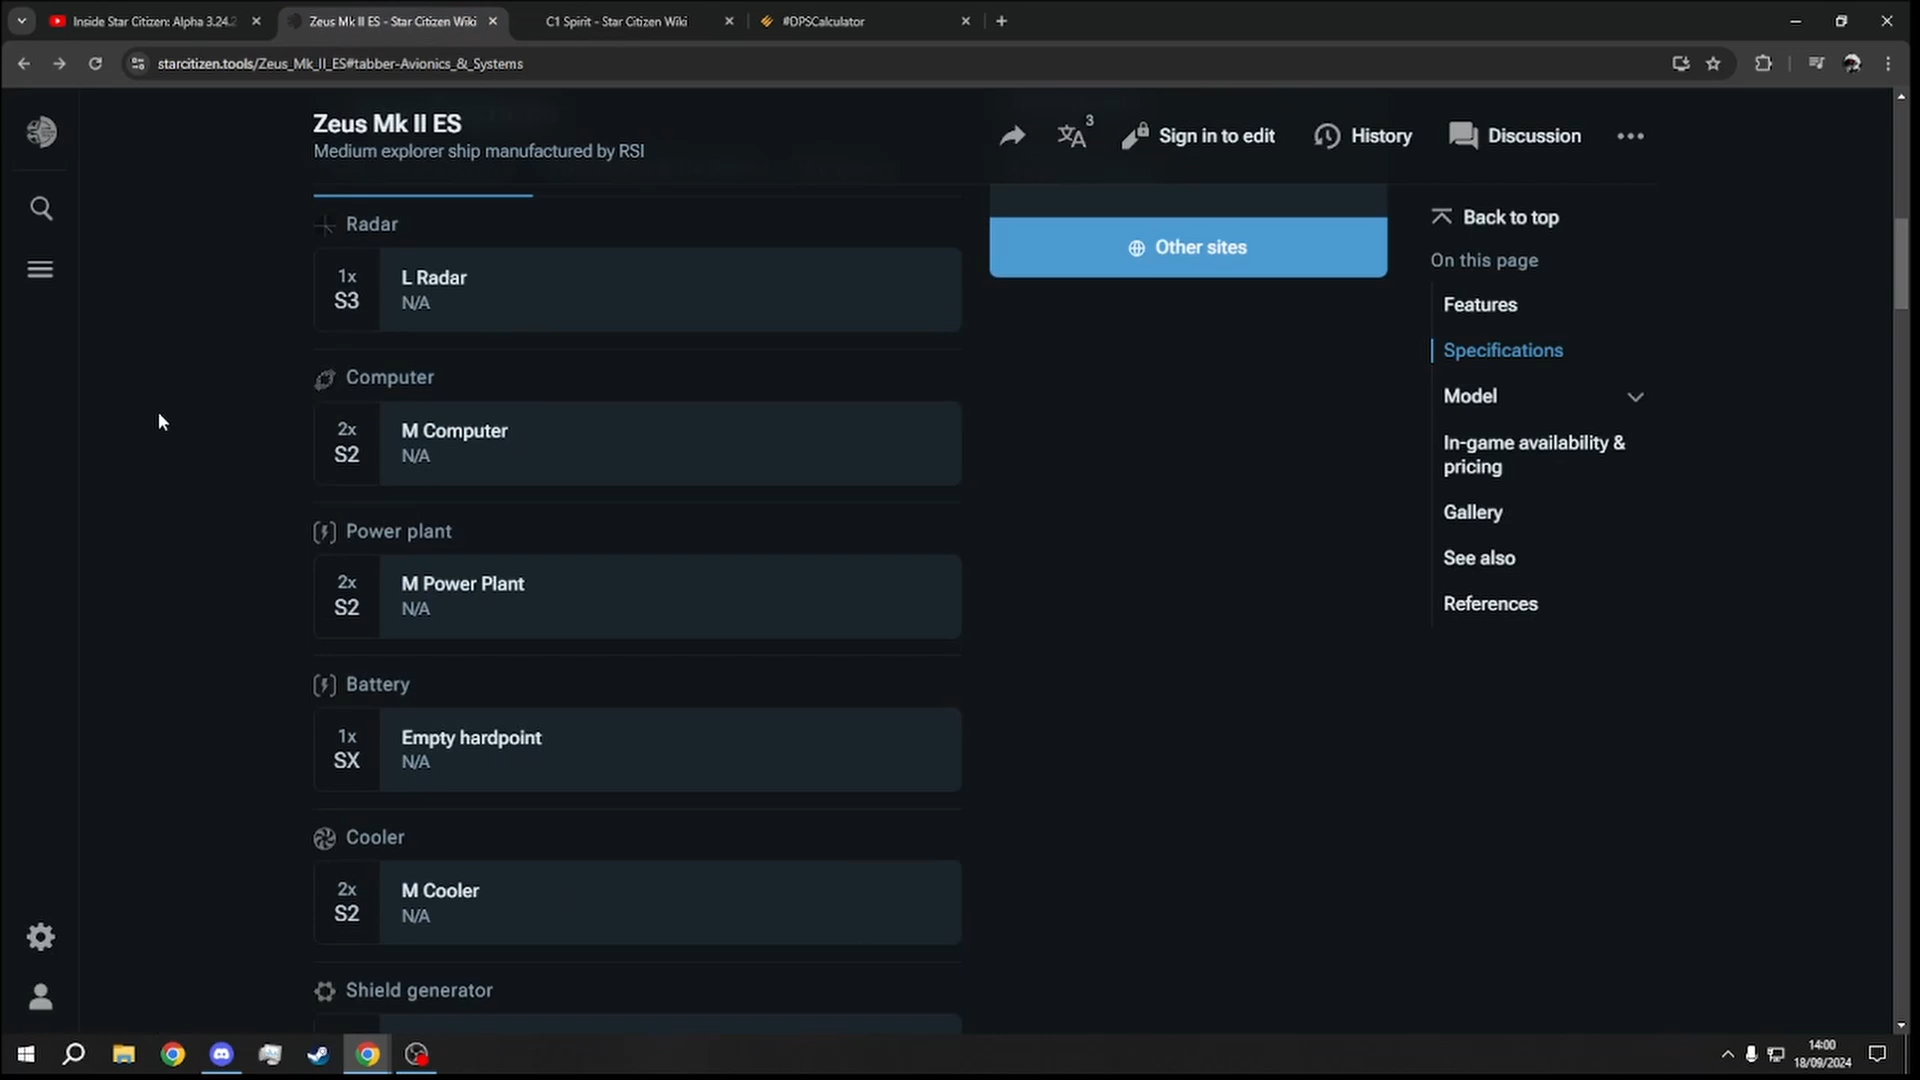 Inside Star Citizen: Alpha 3.24.2
Zeus Mk II ES - Star Citizen Wiki
C1 Spirit - Star Citizen Wiki
#DPSCalculator
starcitizen.tools/Zeus_Mk_II_ES#tabber-Avionics_&_Systems
Zeus Mk II ES
Medium explorer ship manufactured by RSI
3
Sign in to edit
History
Discussion
Radar
1x
S3
L Radar
N/A
Computer
2x
S2
M Computer
N/A
Power plant
2x
S2
M Power Plant
N/A
Battery
1x
SX
Empty hardpoint
N/A
Cooler
2x
S2
M Cooler
N/A
Shield generator
Other sites
Back to top
On this page
Features
Specifications
Model
In-game availability &
pricing
Gallery
See also
References
14:00
18/09/2024